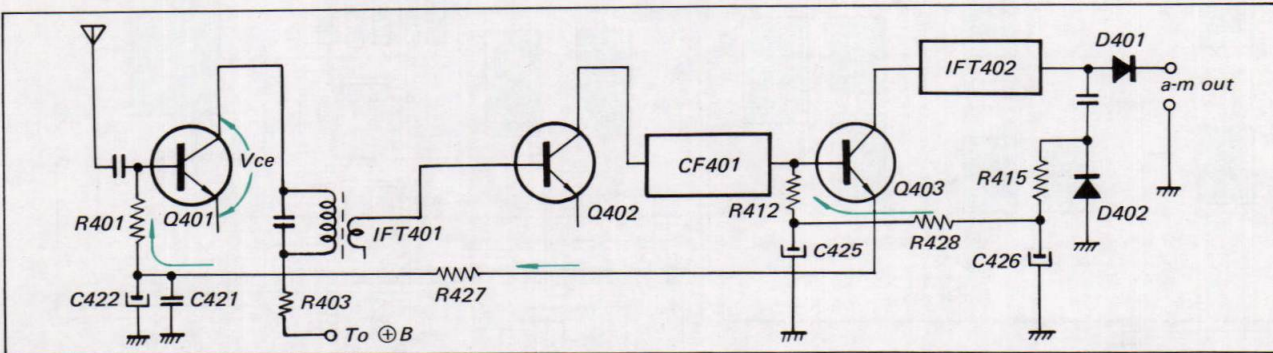 D401
IFT402
a-m out
Vce
CF401
R415
R401
Q401
Q402
R412
Q403
D402
IFT401
R428
C425
C426
C422
C421
R403
R427
To ⊕B